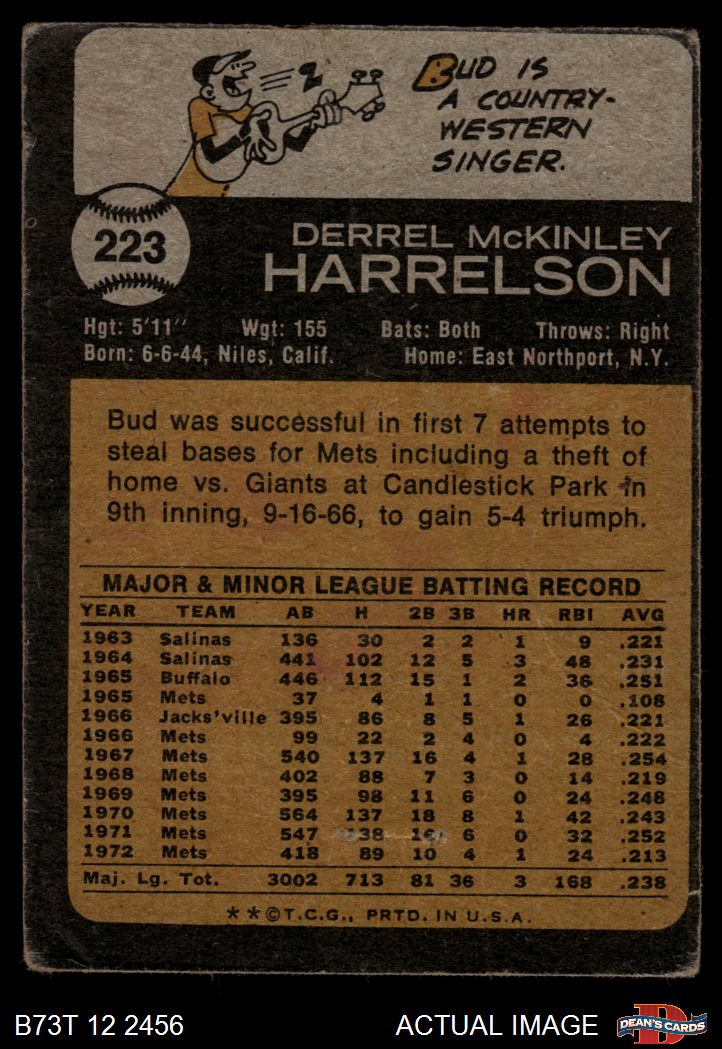 BUD IS
A COUNTRY-
WESTERN
SINGER.
223
DERREL McKINLEY
HARRELSON
Hgt: 5'11" Wgt: 155 Bats: Both Throws: Right
Born: 6-6-44, Niles, Calif. Home: East Northport, N.Y.
Bud was successful in first 7 attempts to
steal bases for Mets including a theft of
home vs. Giants at Candlestick Park in
9th inning, 9-16-66, to gain 5-4 triumph.
MAJOR & MINOR LEAGUE BATTING RECORD
YEAR TEAM AB H 2B 3B HR RBI AVG
1963 Salinas 136 30 2 2 1 9 .221
1964 Salinas 441 102 12 5 3 48 .231
1965 Buffalo 446 112 15 1 2 36 .251
1965 Mets 37 4 1 1 0 0 .108
1966 Jacks'ville 395 86 8 5 1 26 .221
1966 Mets 99 22 2 4 0 4 .222
1967 Mets 540 137 16 4 1 28 .254
1968 Mets 402 88 7 3 0 14 .219
1969 Mets 395 98 11 6 0 24 .248
1970 Mets 564 137 18 8 1 42 .243
1971 Mets 547 138 16 6 0 32 .252
1972 Mets 418 89 10 4 1 24 .213
Maj. Lg. Tot. 3002 713 81 36 3 168 .238
**©T.C.G., PRTD. IN U.S.A.
B73T 12 2456 ACTUAL IMAGE
DEAN'S CARDS